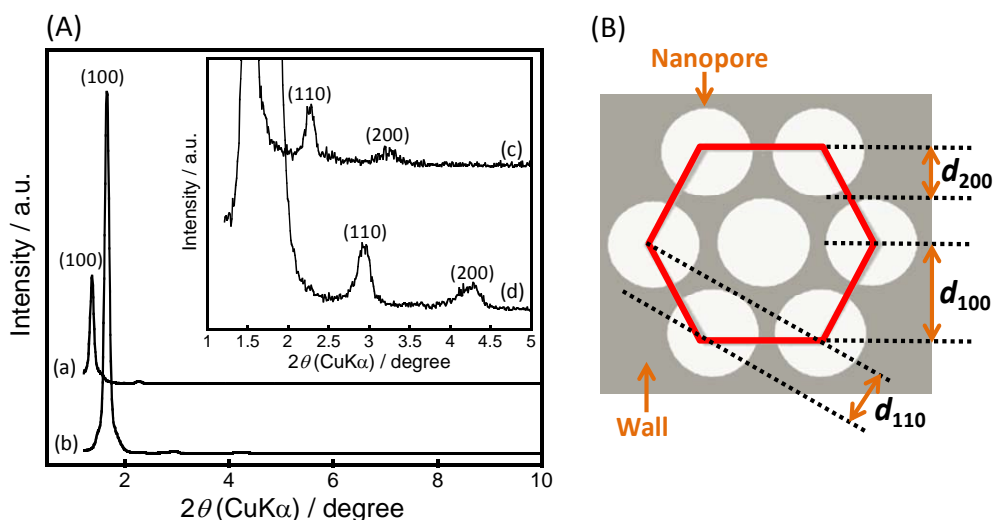 (A)
Intensity / a.u.
(100)
(100)
(a)
(b)
2
4
6
8
10
2θ (CuKα) / degree
Intensity / a.u.
(110)
(200)
(c)
(110)
(200)
(d)
1 1.5 2 2.5 3 3.5 4 4.5 5
2θ (CuKα) / degree
(B)
Nanopore
d200
d100
d110
Wall